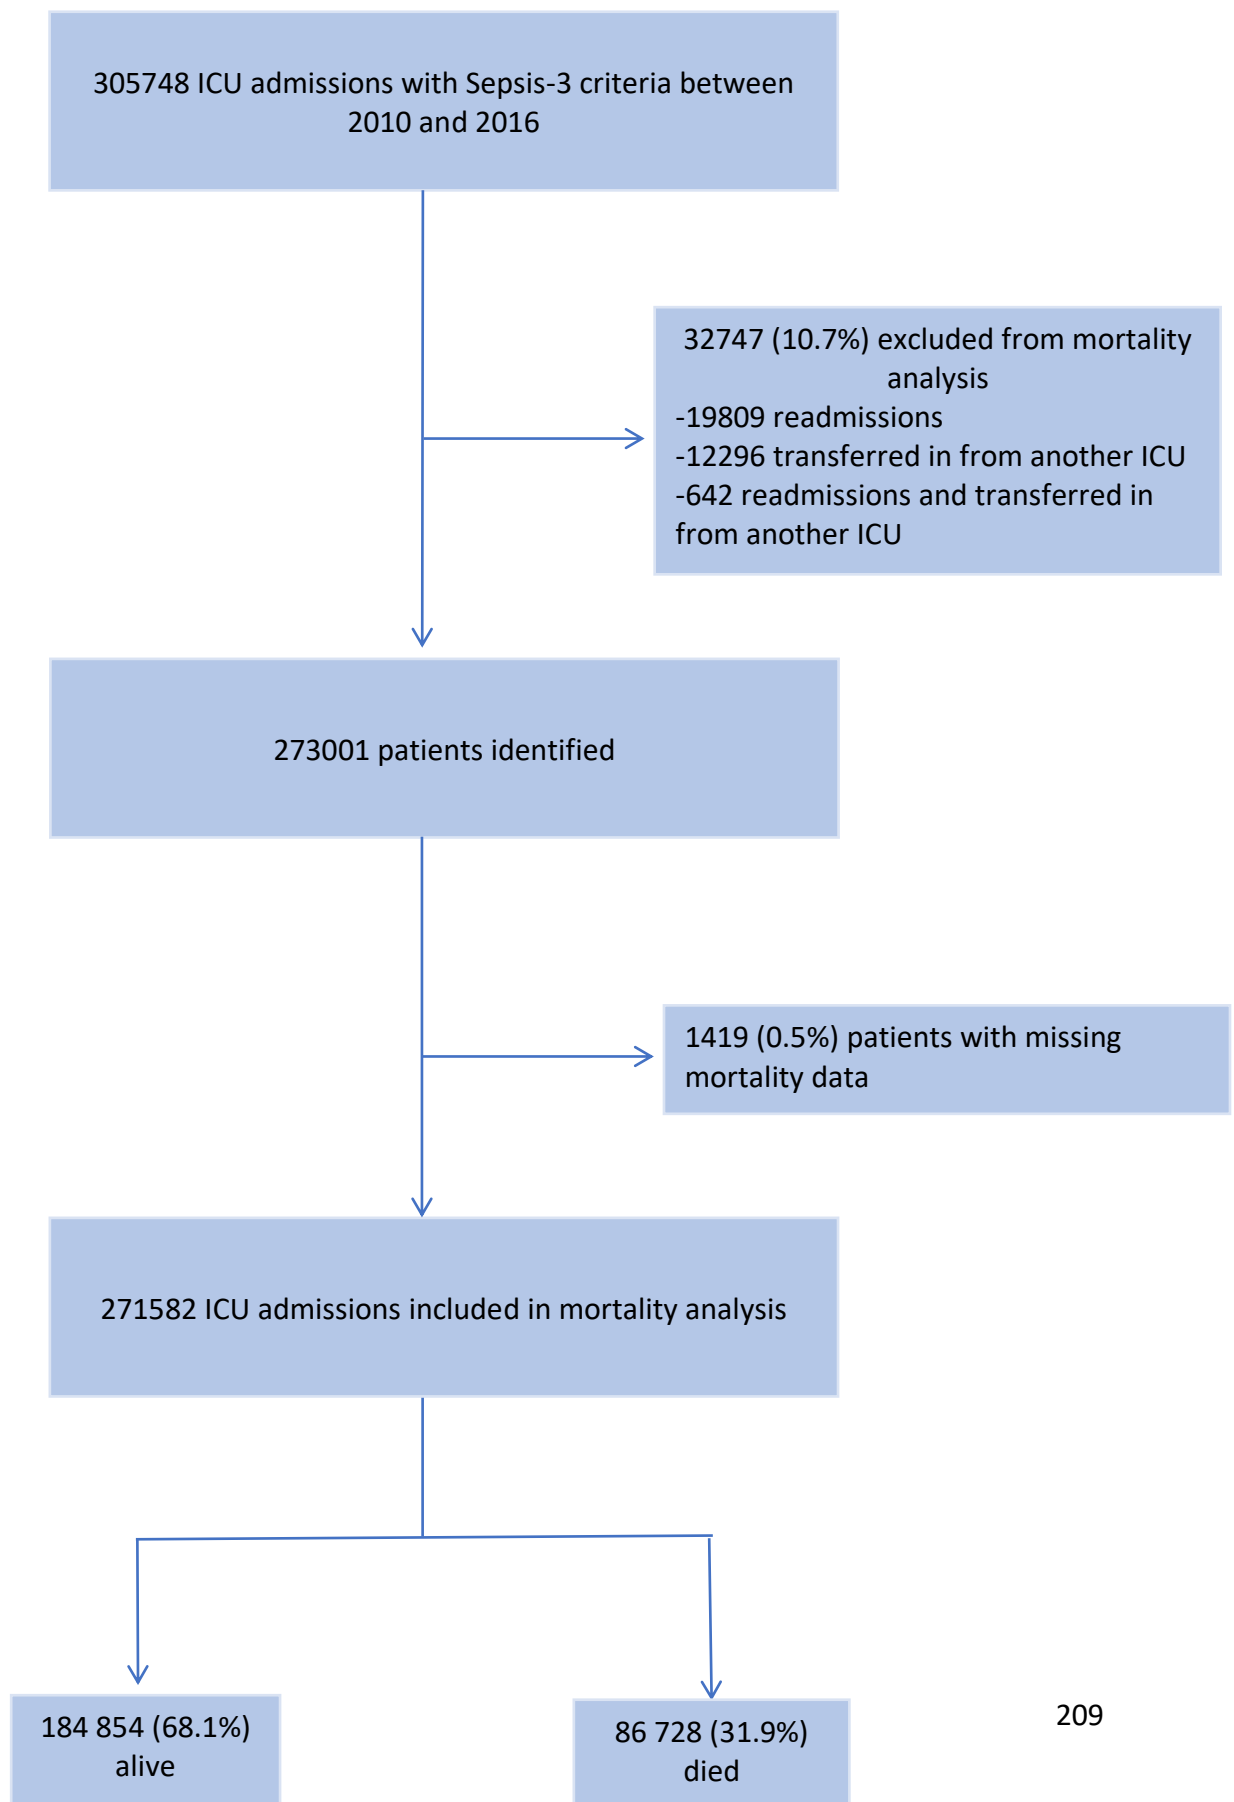 305748 ICU admissions with Sepsis-3 criteria between
2010 and 2016
32747 (10.7%) excluded from mortality
analysis
-19809 readmissions
-12296 transferred in from another ICU
-642 readmissions and transferred in
from another ICU
273001 patients identified
1419 (0.5%) patients with missing
mortality data
271582 ICU admissions included in mortality analysis
184 854 (68.1%)
alive
86 728 (31.9%)
died
209